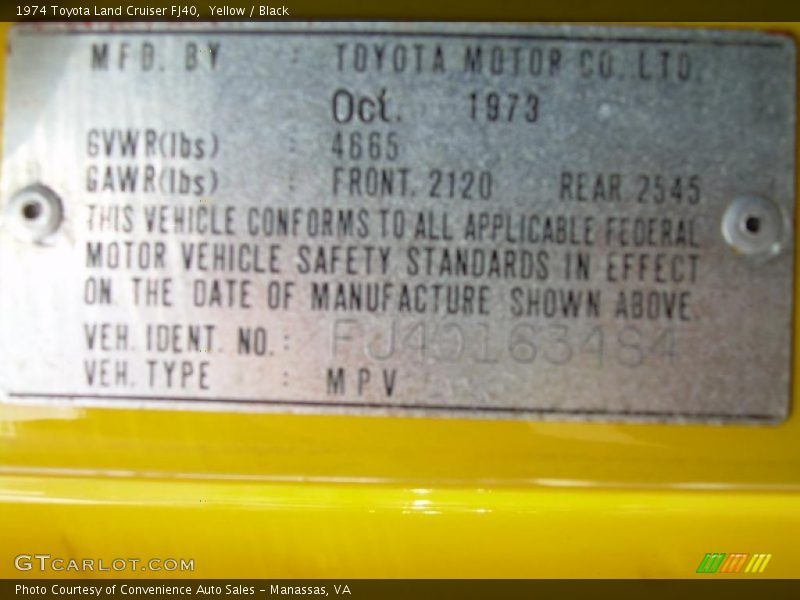 1974 Toyota Land Cruiser FJ40, Yellow / Black
MFD. BY : TOYOTA MOTOR CO., LTD.
Oct. 1973
GVWR(lbs) : 4665
GAWR(lbs) : FRONT. 2120 REAR. 2545
THIS VEHICLE CONFORMS TO ALL APPLICABLE FEDERAL
MOTOR VEHICLE SAFETY STANDARDS IN EFFECT
ON THE DATE OF MANUFACTURE SHOWN ABOVE.
VEH. IDENT. NO. :
VEH. TYPE : MPV
GTCARLOT.COM
Photo Courtesy of Convenience Auto Sales - Manassas, VA